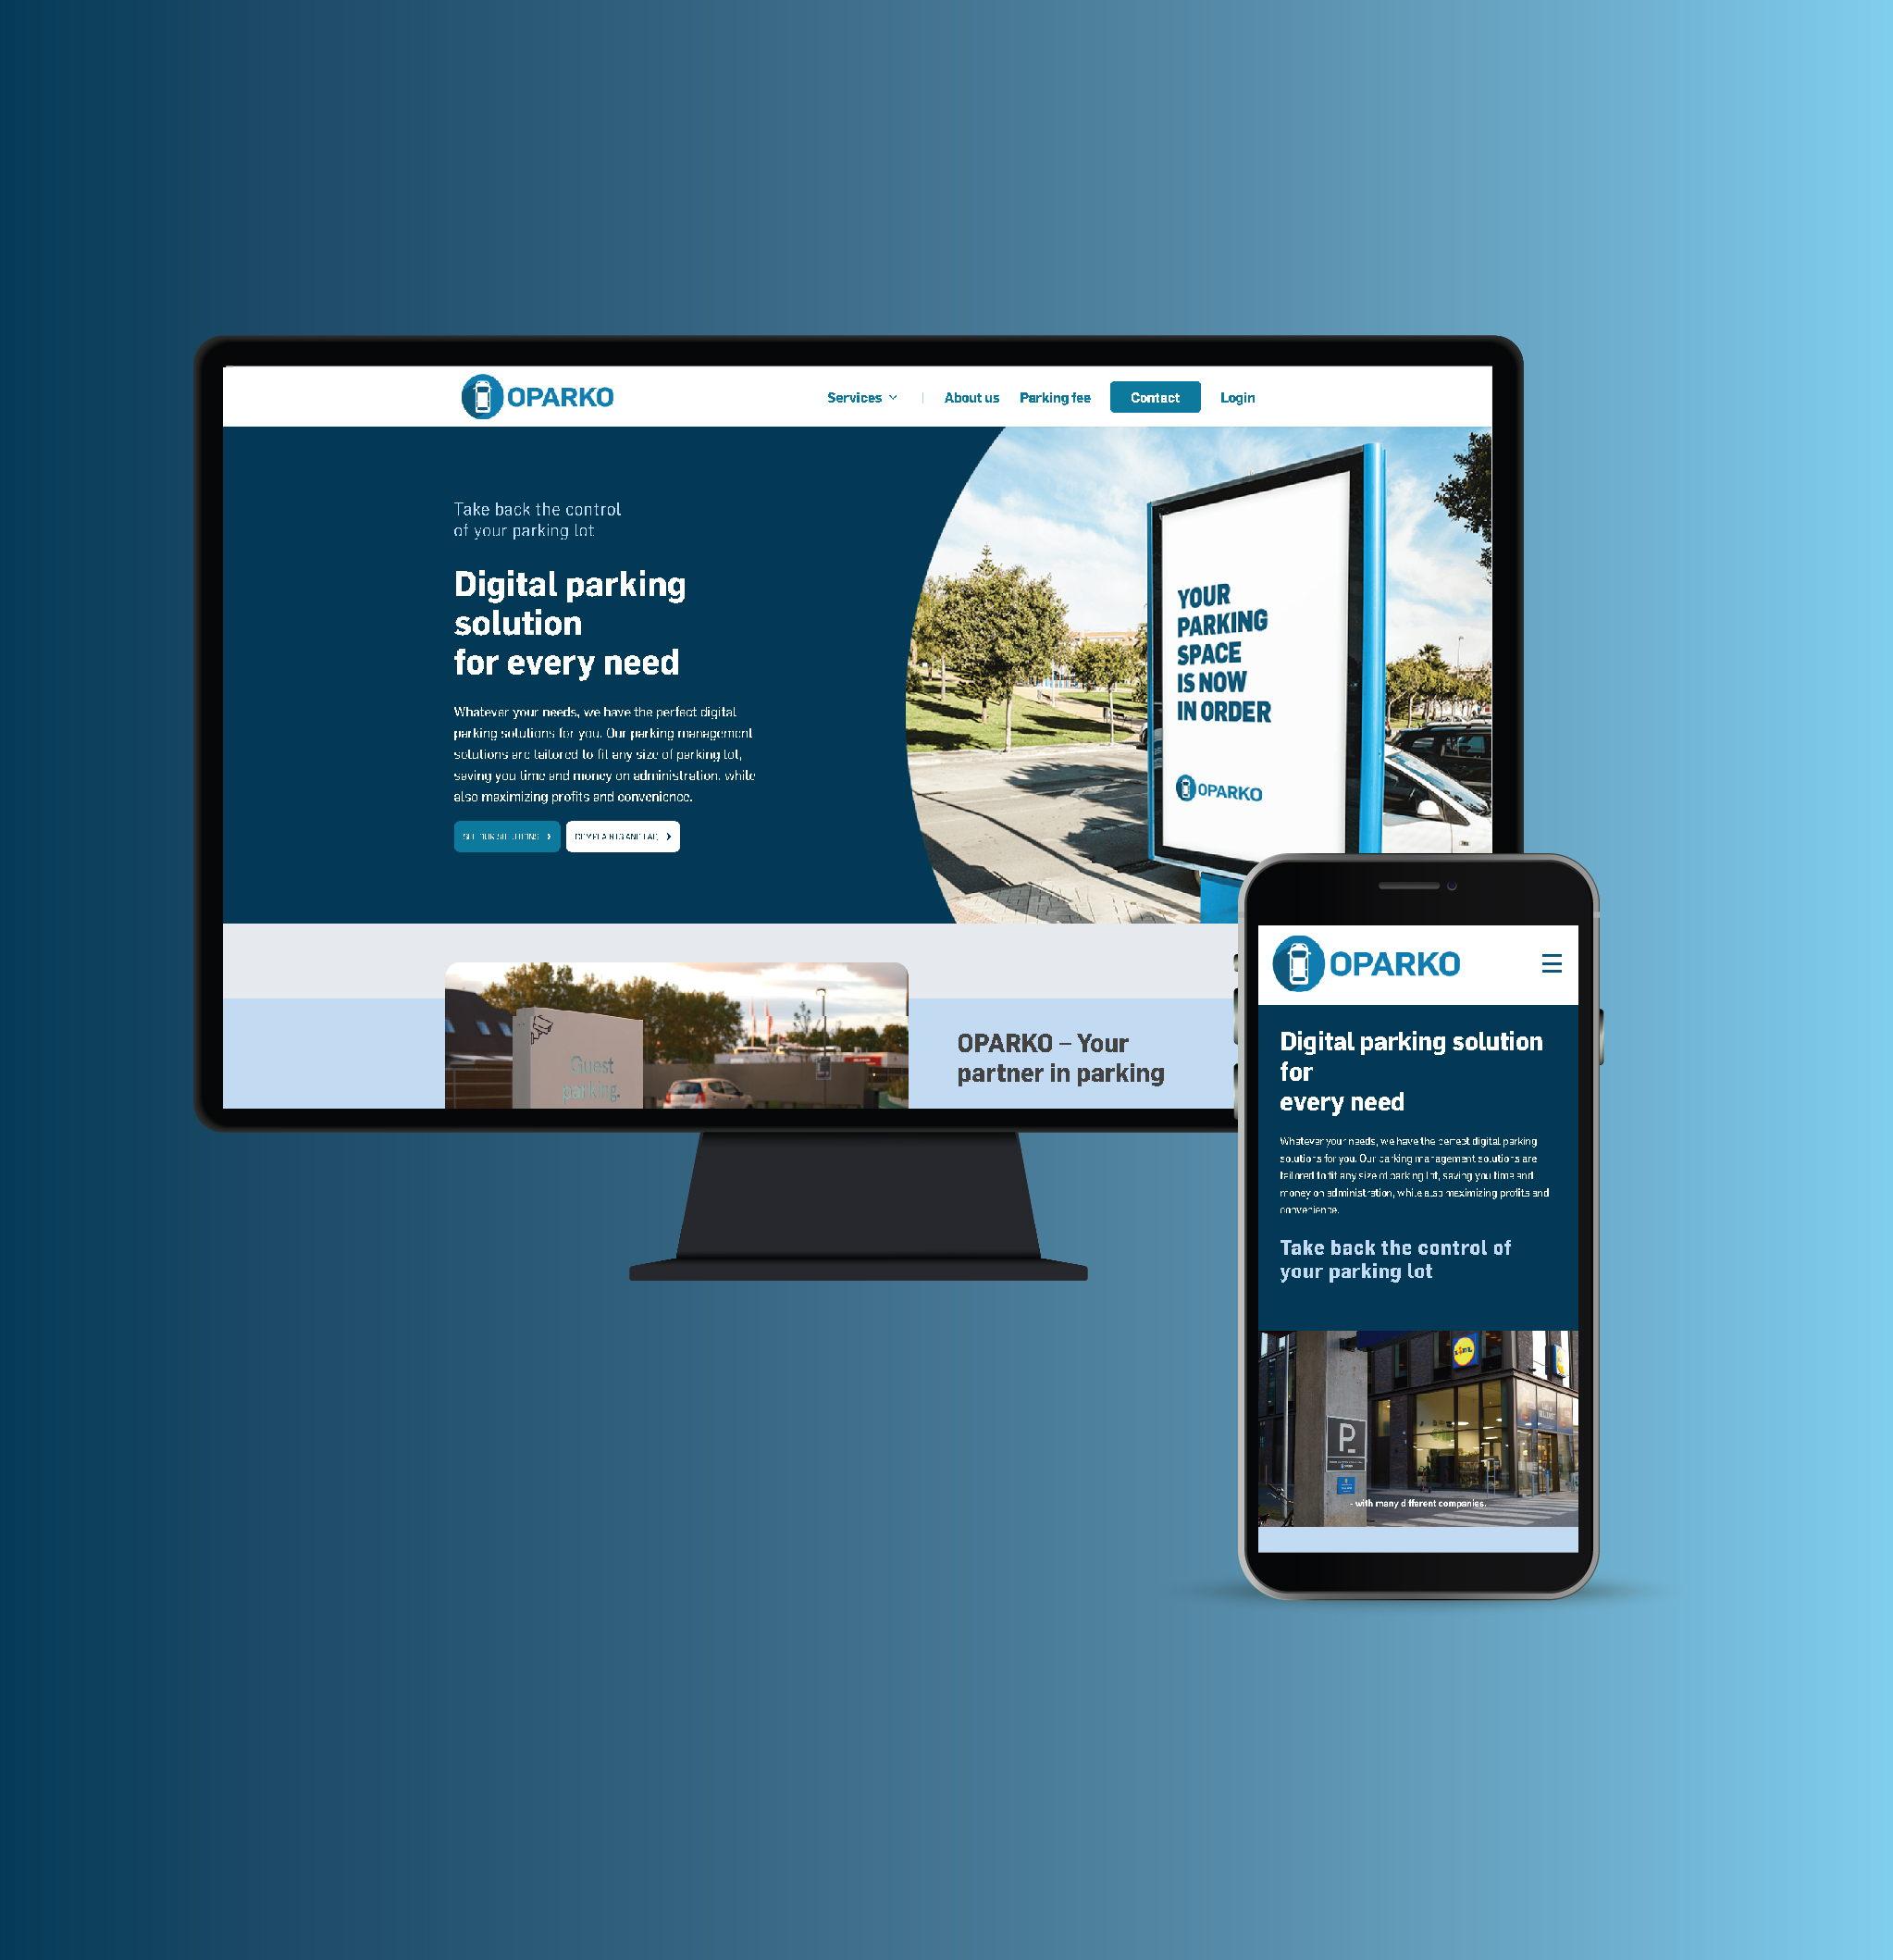 OPARKO
Services
About us
Parking fee
Contact
Login
Take back the control
of your parking lot
Digital parking
solution
for every need
Whatever your needs, we have the perfect digital
parking solutions for you. Our parking management
solutions are tailored to fit any size of parking lot,
saving you time and money on administration, while
also maximizing profits and convenience.
SEE OUR SOLUTIONS
YOUR
PARKING
SPACE
IS NOW
IN ORDER
OPARKO
Guest
parking.
OPARKO – Your
partner in parking
OPARKO
Digital parking solution
for
every need
Whatever your needs, we have the perfect digital parking
solutions for you. Our parking management solutions are
tailored to fit any size of parking lot, saving you time and
money on administration, while also maximizing profits and
convenience.
Take back the control of
your parking lot
LIDL
P
- with many different companies.